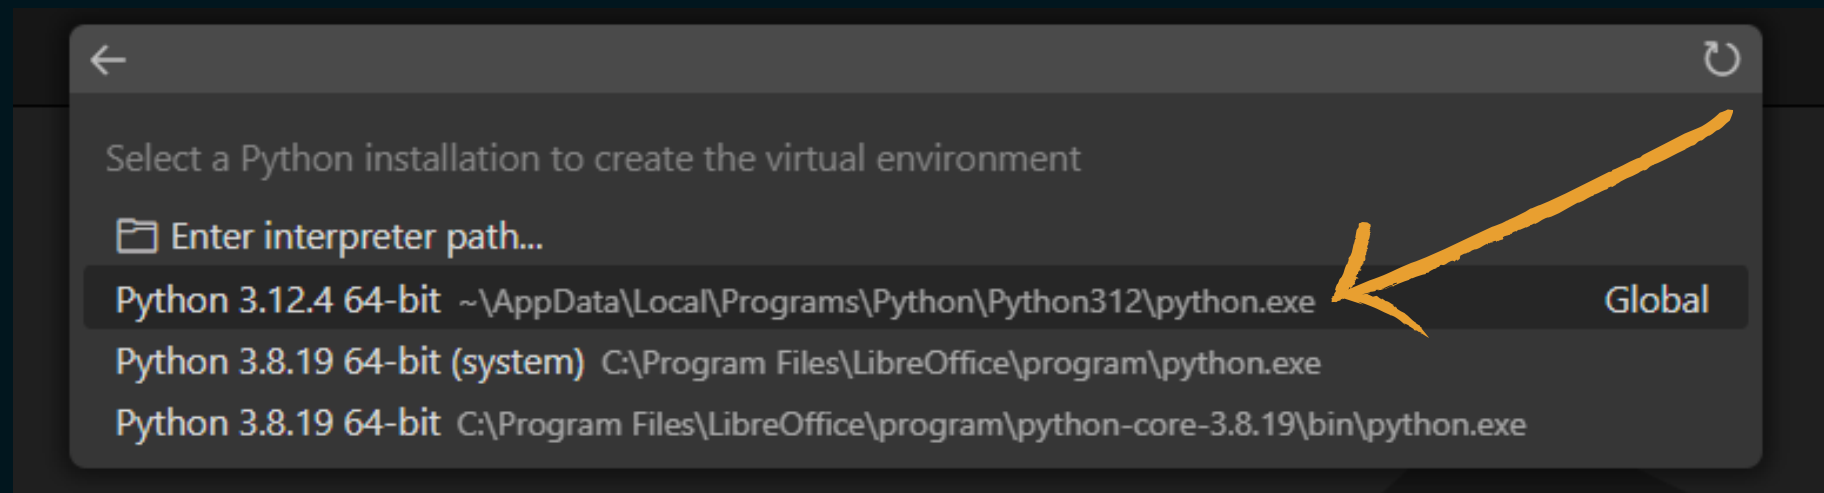 Select a Python installation to create the virtual environment
Enter interpreter path...
Python 3.12.4 64-bit ~\AppData\Local\Programs\Python\Python312\python.exe Global
Python 3.8.19 64-bit (system) C:\Program Files\LibreOffice\program\python.exe
Python 3.8.19 64-bit C:\Program Files\LibreOffice\program\python-core-3.8.19\bin\python.exe